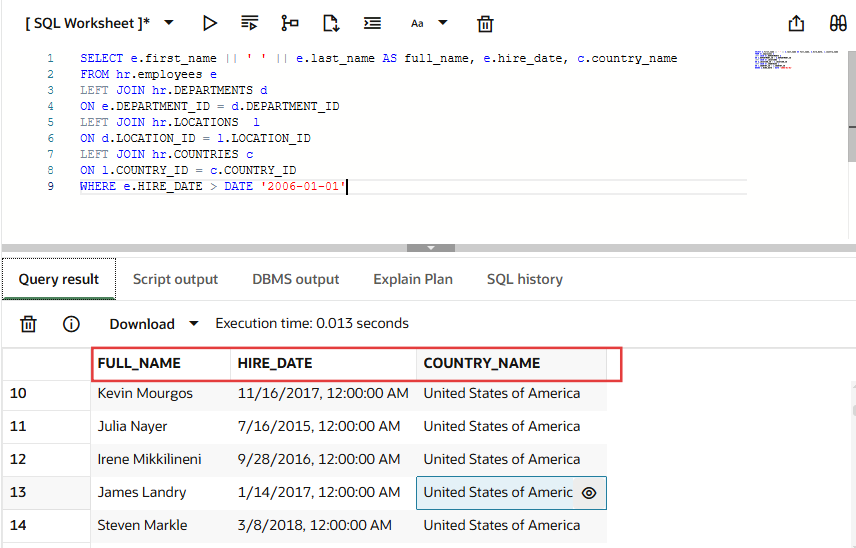 [ SQL Worksheet ]*
Aa
1 SELECT e.first_name || ' ' || e.last_name AS full_name, e.hire_date, c.country_name
2 FROM hr.employees e
3 LEFT JOIN hr.DEPARTMENTS d
4 ON e.DEPARTMENT_ID = d.DEPARTMENT_ID
5 LEFT JOIN hr.LOCATIONS  l
6 ON d.LOCATION_ID = l.LOCATION_ID
7 LEFT JOIN hr.COUNTRIES c
8 ON l.COUNTRY_ID = c.COUNTRY_ID
9 WHERE e.HIRE_DATE > DATE '2006-01-01'
Query result Script output DBMS output Explain Plan SQL history
Download Execution time: 0.013 seconds
FULL_NAME HIRE_DATE COUNTRY_NAME
10 Kevin Mourgos 11/16/2017, 12:00:00 AM United States of America
11 Julia Nayer 7/16/2015, 12:00:00 AM United States of America
12 Irene Mikkilineni 9/28/2016, 12:00:00 AM United States of America
13 James Landry 1/14/2017, 12:00:00 AM United States of Americ
14 Steven Markle 3/8/2018, 12:00:00 AM United States of America